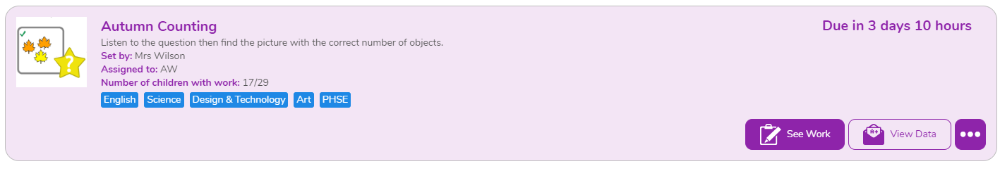 Autumn Counting
Due in 3 days 10 hours
Listen to the question then find the picture with the correct number of objects.
Set by: Mrs Wilson
Assigned to: AW
Number of children with work: 17/29
English Science Design & Technology Art PHSE
?
A+
See Work View Data